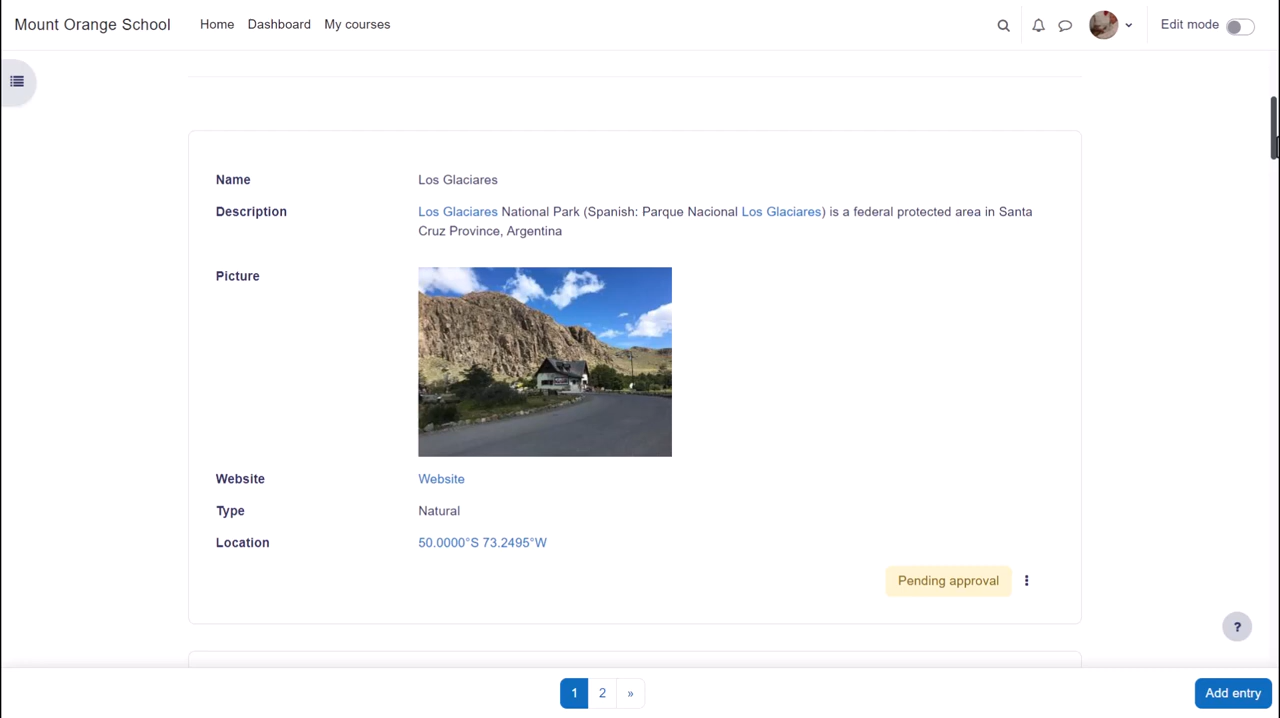 Mount Orange School Home Dashboard My courses Edit mode
Name Los Glaciares
Description Los Glaciares National Park (Spanish: Parque Nacional Los Glaciares) is a federal protected area in Santa
Cruz Province, Argentina
Picture
Website Website
Type Natural
Location 50.0000°S 73.2495°W
Pending approval
?
1 2 » Add entry